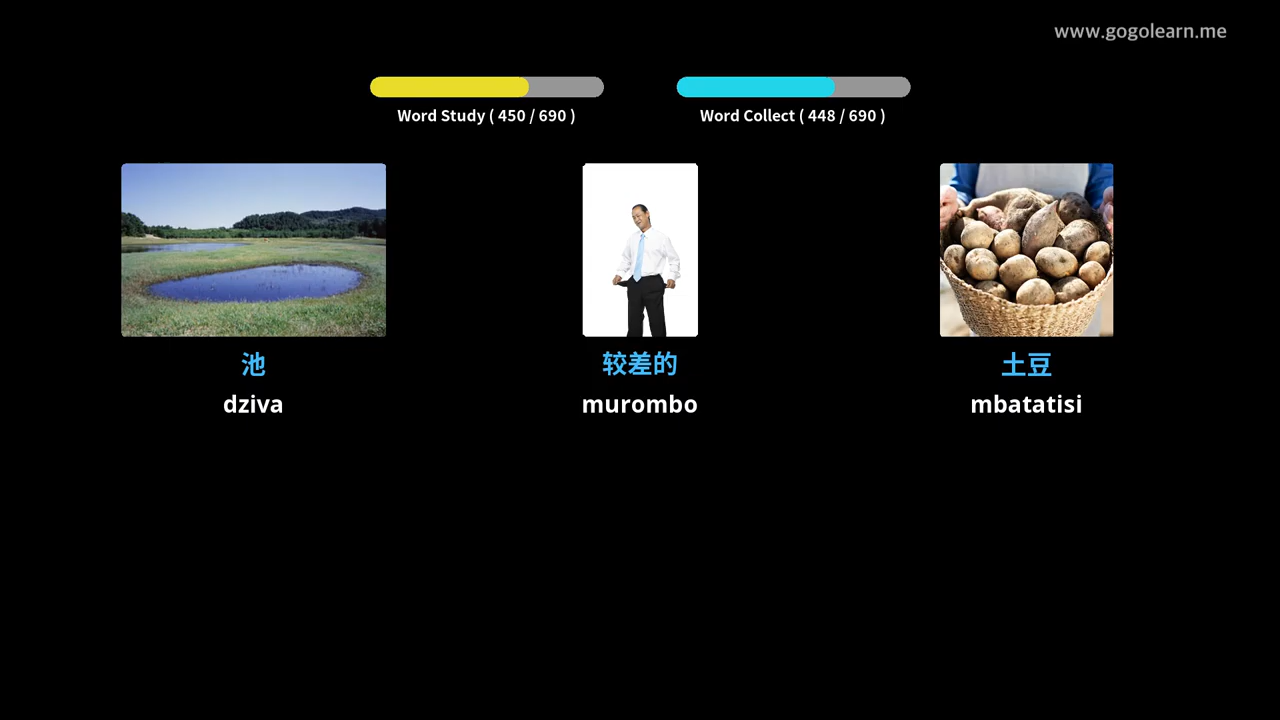 www.gogolearn.me
Word Study ( 450 / 690 )
Word Collect ( 448 / 690 )
池
较差的
土豆
dziva
murombo
mbatatisi